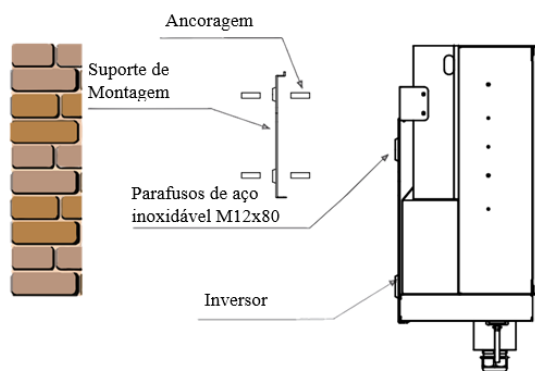 Ancoragem
Suporte de
Montagem
Parafusos de aço
inoxidável M12x80
Inversor